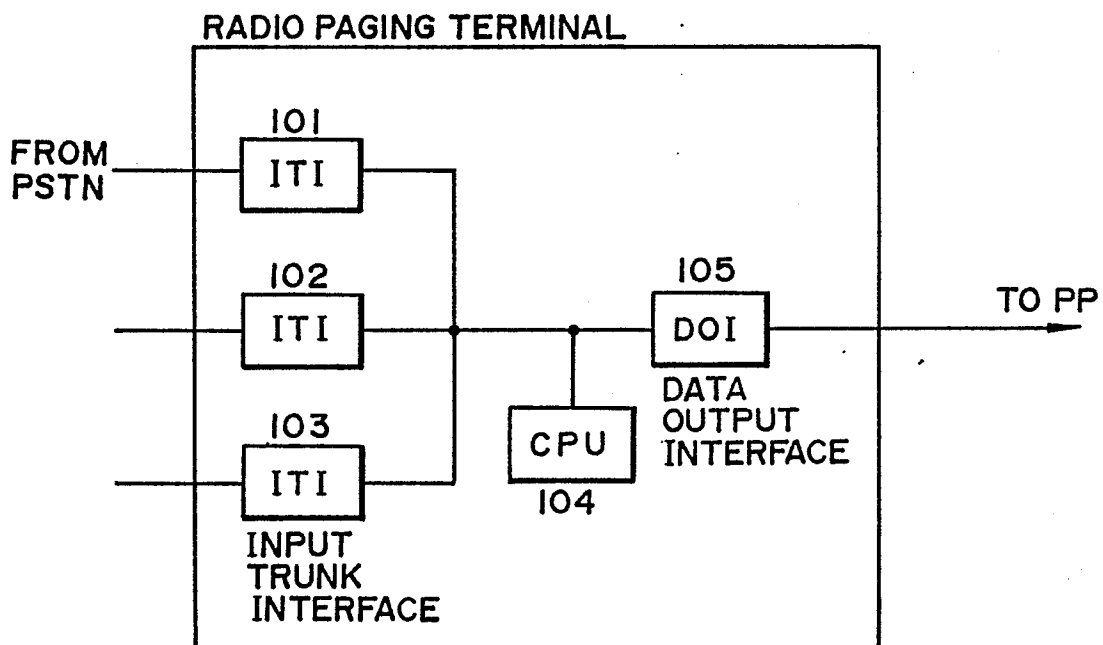 RADIO PAGING TERMINAL
101
FROM
PSTN
ITI
102
ITI
105
TO PP
DOI
DATA
OUTPUT
INTERFACE
103
ITI
CPU
104
INPUT
TRUNK
INTERFACE